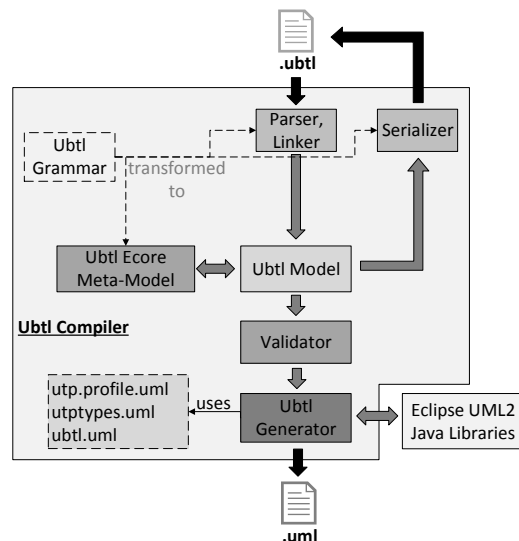 .ubtl
Parser,
Linker
Serializer
Ubtl
Grammar
transformed
to
Ubtl Ecore
Meta-Model
Ubtl Model
Ubtl Compiler
Validator
utp.profile.uml
utptypes.uml
ubtl.uml
uses
Ubtl
Generator
Eclipse UML2
Java Libraries
.uml